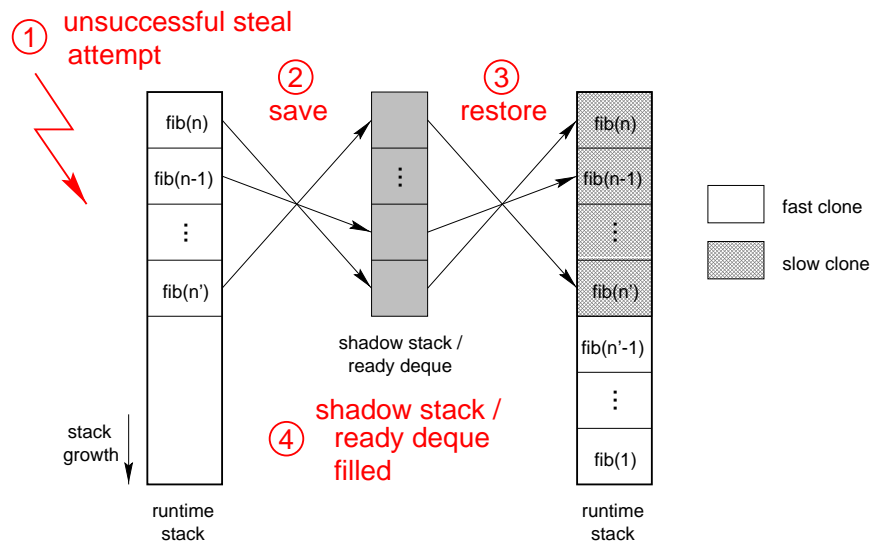 1 unsuccessful steal
attempt
2
save
3
restore
fib(n)
fib(n-1)
⋮
fib(n')
stack
growth
runtime
stack
⋮
shadow stack /
ready deque
4 shadow stack /
ready deque
filled
fib(n)
fib(n-1)
⋮
fib(n')
fib(n'-1)
⋮
fib(1)
runtime
stack
fast clone
slow clone